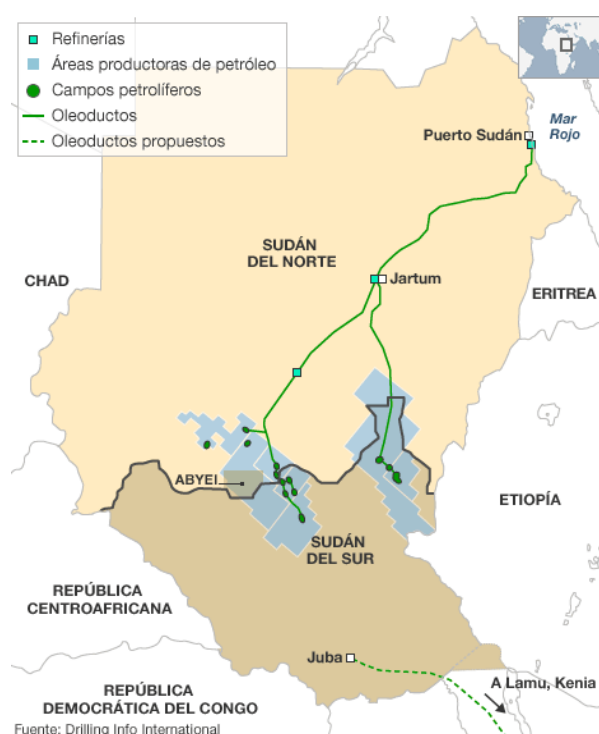 Refinerías
Áreas productoras de petróleo
Campos petrolíferos
Oleoductos
Oleoductos propuestos
Mar
Rojo
Puerto Sudán
SUDÁN
DEL NORTE
CHAD
Jartum
ERITREA
ABYEI
ETIOPÍA
SUDÁN
DEL SUR
REPÚBLICA
CENTROAFRICANA
Juba
A Lamu, Kenia
REPÚBLICA
DEMOCRÁTICA DEL CONGO
Fuente: Drilling Info International